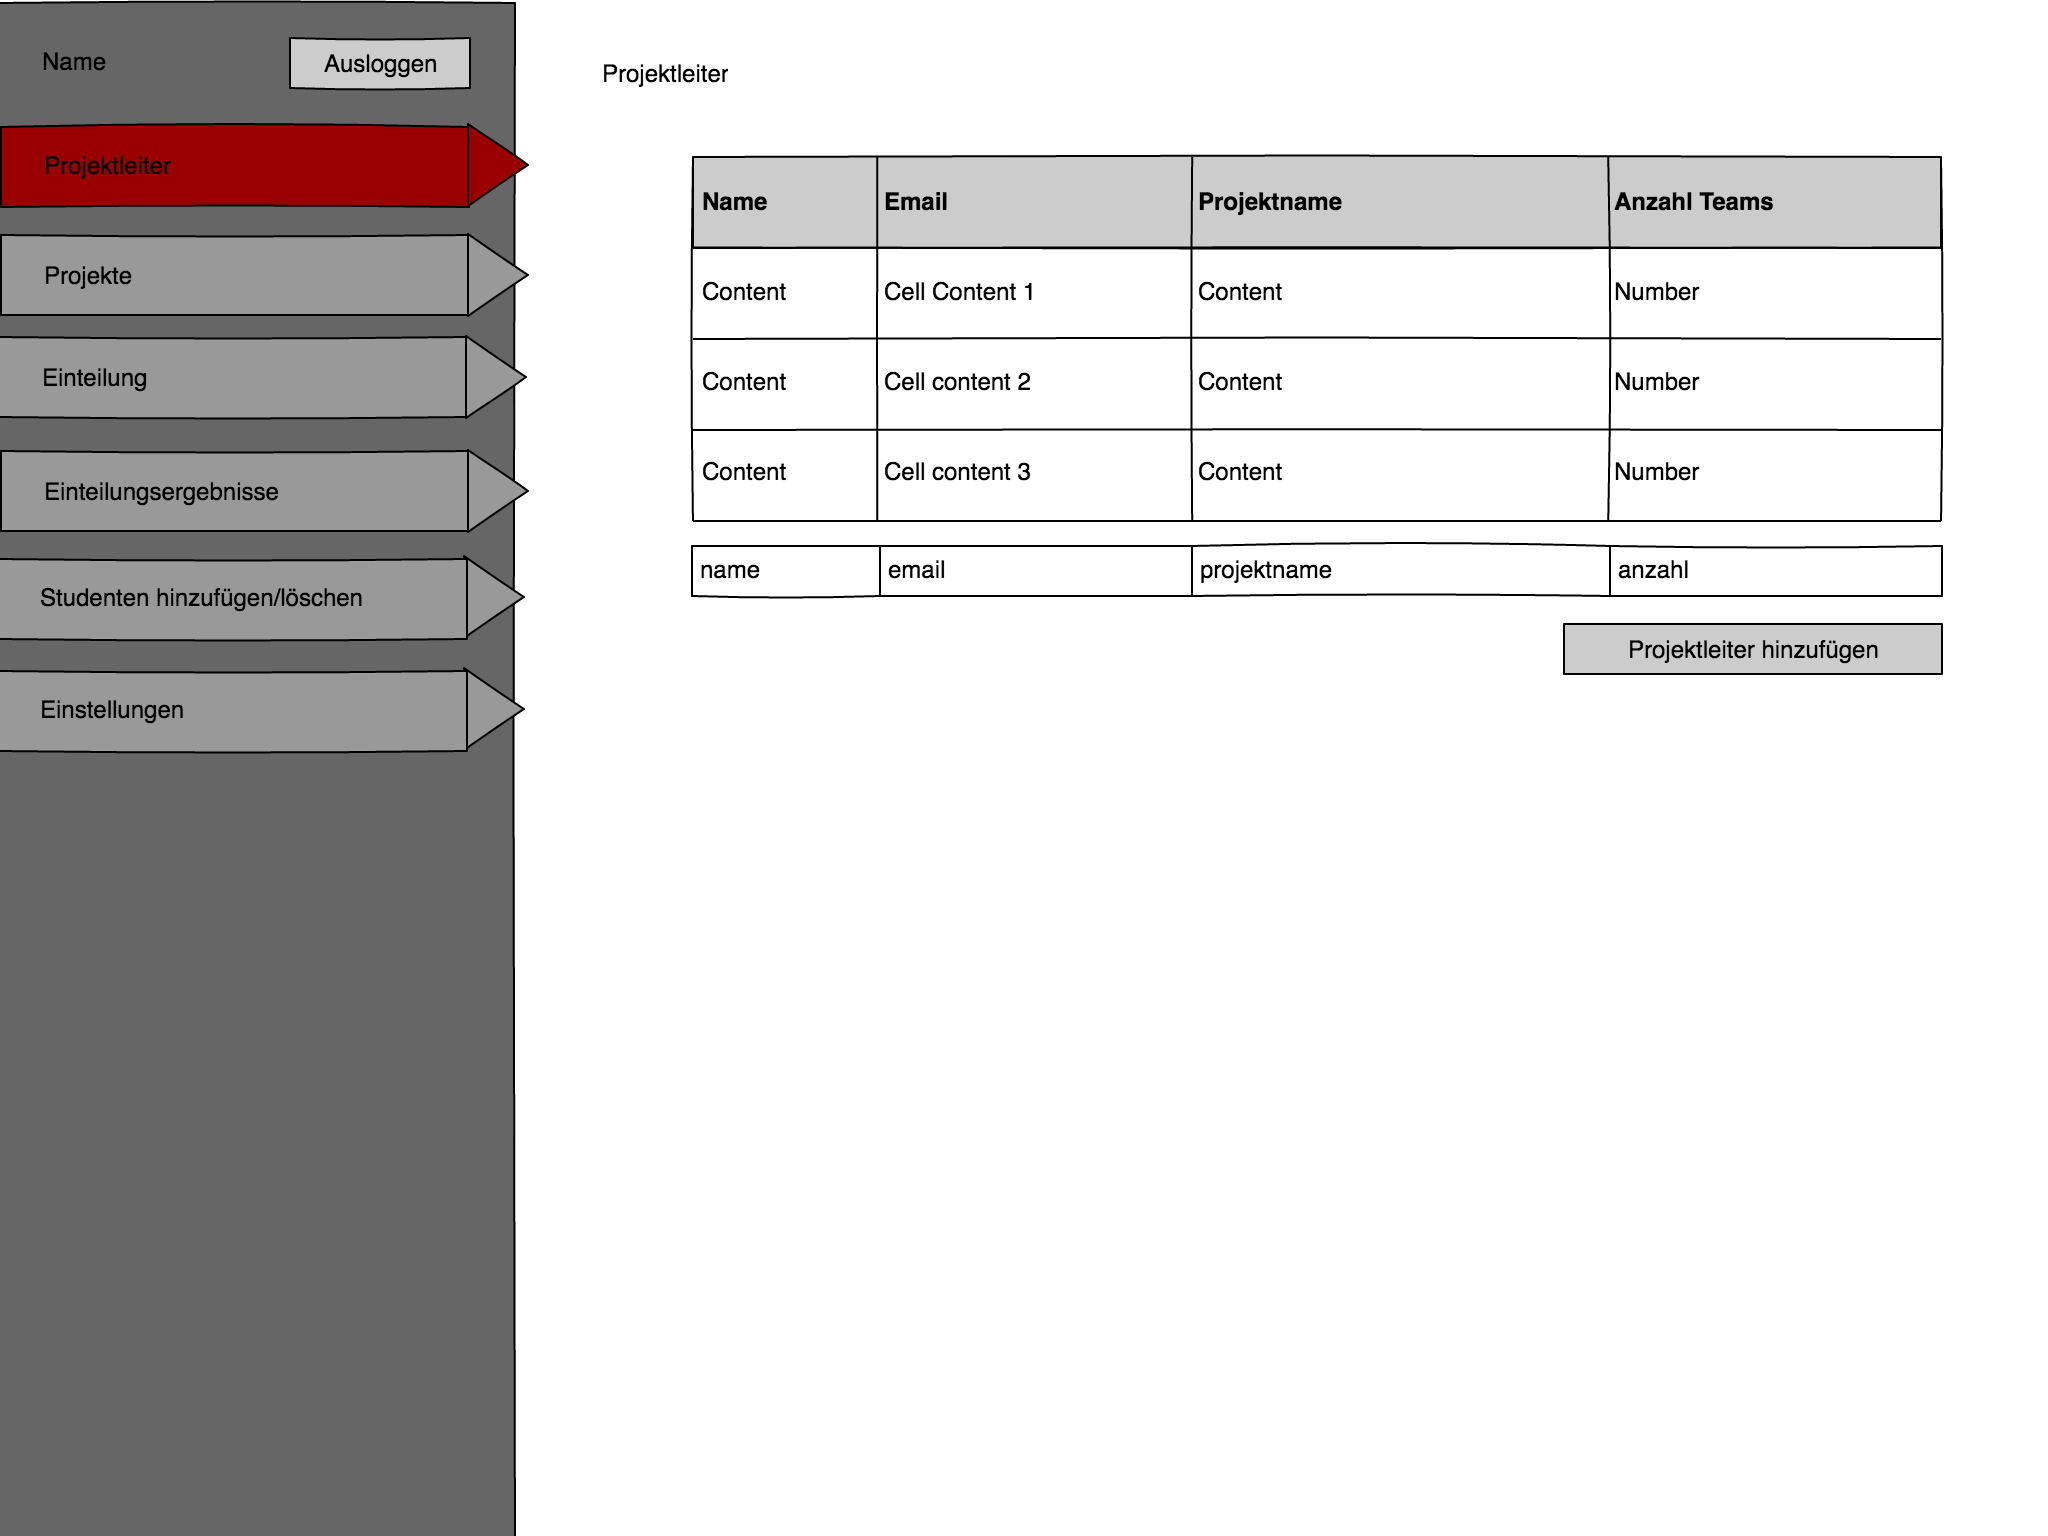 Name
Ausloggen
Projektleiter
Projekte
Einteilung
Einteilungsergebnisse
Studenten hinzufügen/löschen
Einstellungen
Projektleiter
Name Email Projektname Anzahl Teams
Content Cell Content 1 Content Number
Content Cell content 2 Content Number
Content Cell content 3 Content Number
name email projektname anzahl
Projektleiter hinzufügen